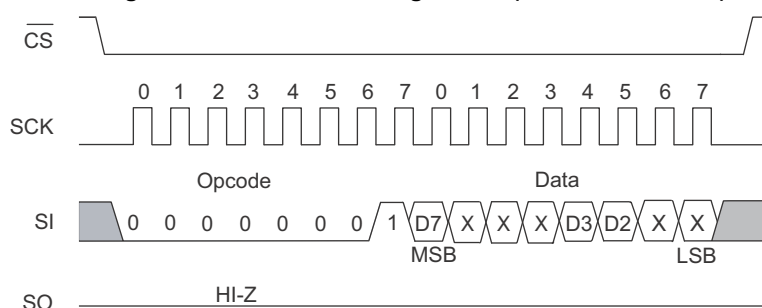 CS
0 1 2 3 4 5 6 7 0 1 2 3 4 5 6 7
SCK
Opcode Data
SI 0 0 0 0 0 0 0 1 D7 X X X D3 D2 X X
MSB LSB
HI-Z
SO